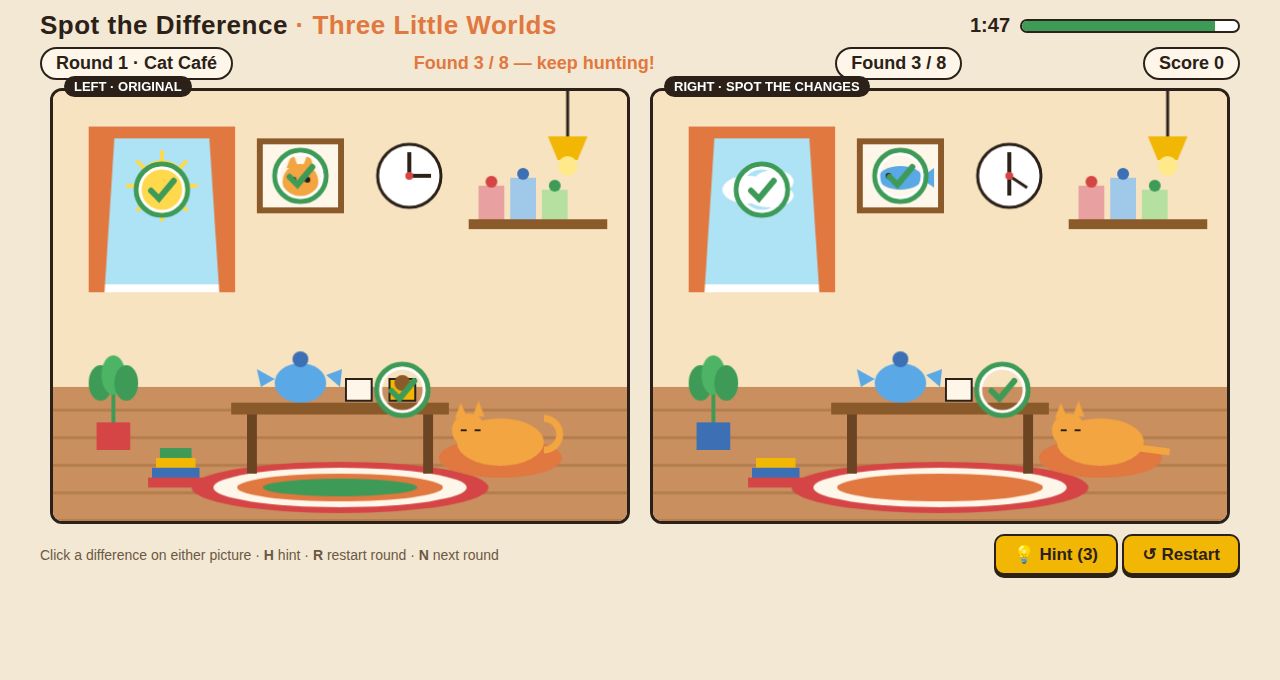 Spot the Difference · Three Little Worlds
1:47
Round 1 · Cat Café
Found 3 / 8 — keep hunting!
Found 3 / 8
Score 0
LEFT · ORIGINAL
RIGHT · SPOT THE CHANGES
Click a difference on either picture · H hint · R restart round · N next round
💡 Hint (3)
↺ Restart